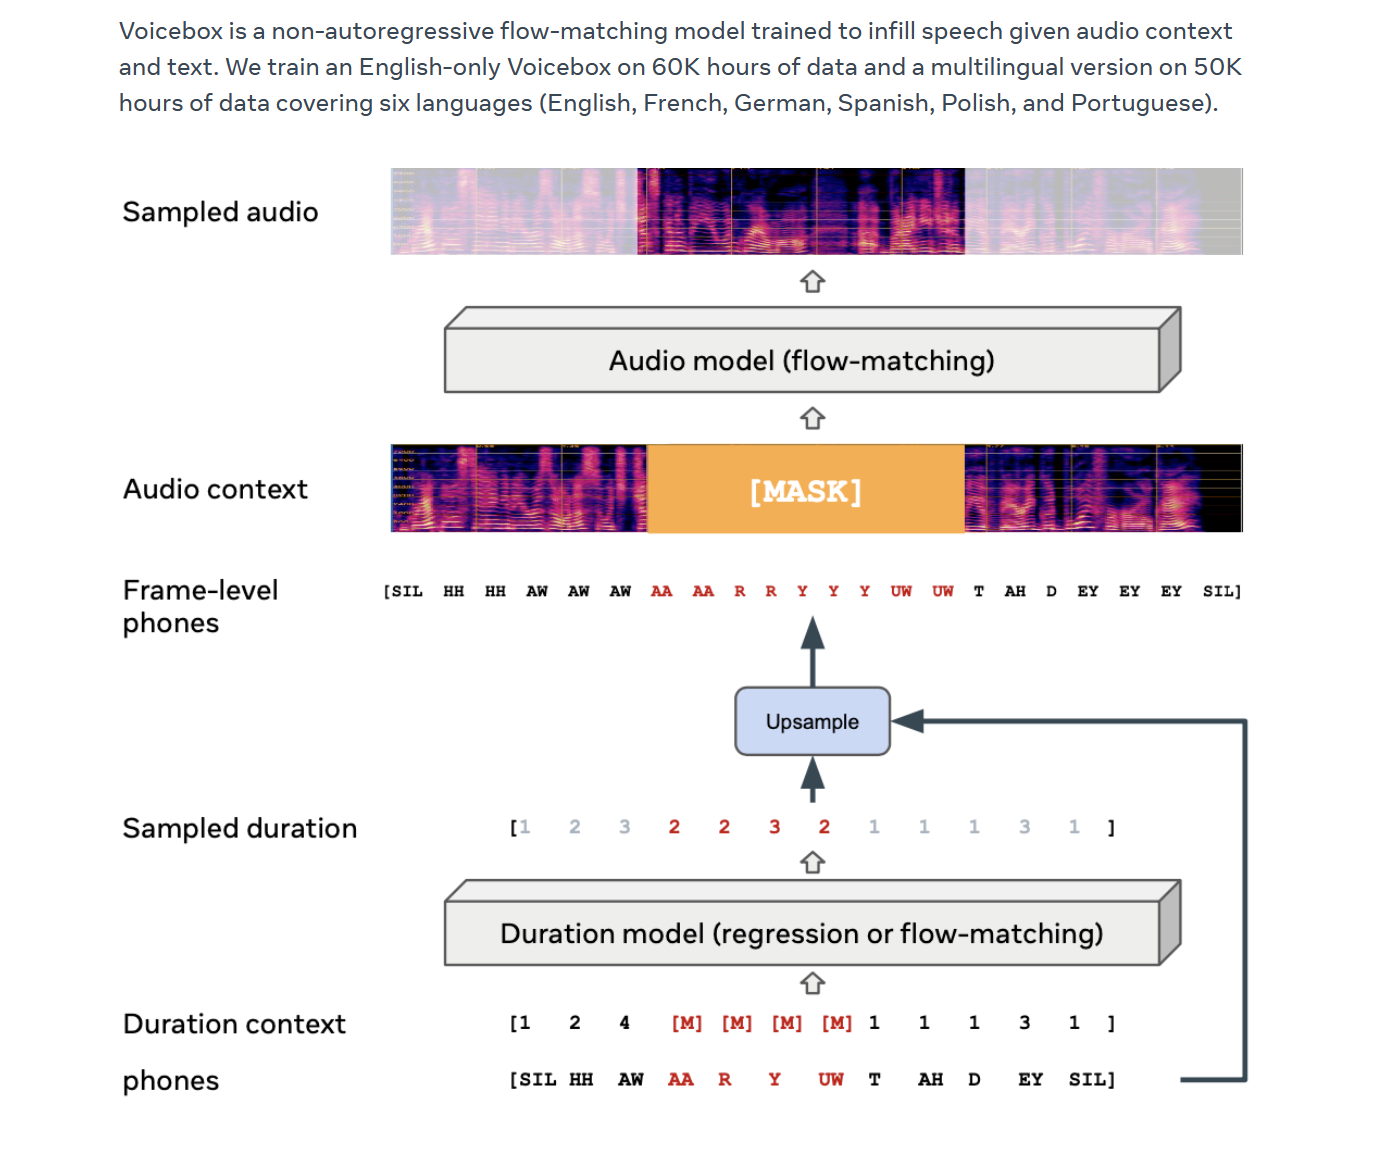 Voicebox is a non-autoregressive flow-matching model trained to infill speech given audio context
and text. We train an English-only Voicebox on 60K hours of data and a multilingual version on 50K
hours of data covering six languages (English, French, German, Spanish, Polish, and Portuguese).
Sampled audio
Audio model (flow-matching)
Audio context
[MASK]
Frame-level
phones
[SIL HH HH AW AW AW AA AA R R Y Y Y UW UW T AH D EY EY EY SIL]
Upsample
Sampled duration
[1 2 3 2 2 3 2 1 1 1 3 1 ]
Duration model (regression or flow-matching)
Duration context
[1 2 4 [M] [M] [M] [M] 1 1 1 3 1 ]
phones
[SIL HH AW AA R Y UW T AH D EY SIL]